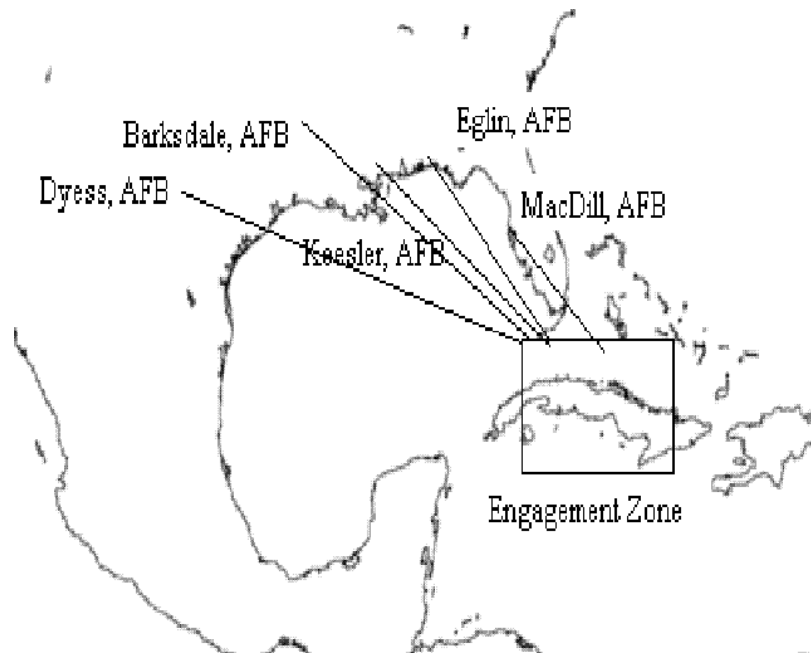 Eglin, AFB
Barksdale, AFB
Dyess, AFB
MacDill, AFB
Keesler, AFB
Engagement Zone